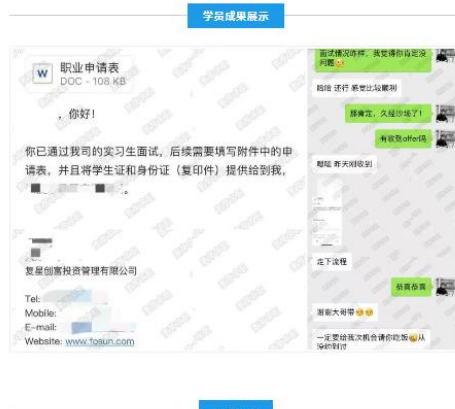 学员成果展示
W
职业申请表
DOC - 108 KB
，你好！
你已通过我司的实习生面试，后续需要填写附件中的申
请表，并且将学生证和身份证（复印件）提供给到我，
复星创富投资管理有限公司
Tel:
Mobile:
E-mail:
Website: www.fosun.com
面试情况咋样，我觉得你肯定没
问题
哈哈 还行 感觉比较顺利
那肯定，久经沙场了！
有收到offer吗
嗯嗯 昨天刚收到
走下流程
恭喜恭喜
谢谢大哥带
一定要给我次机会请你吃饭 从